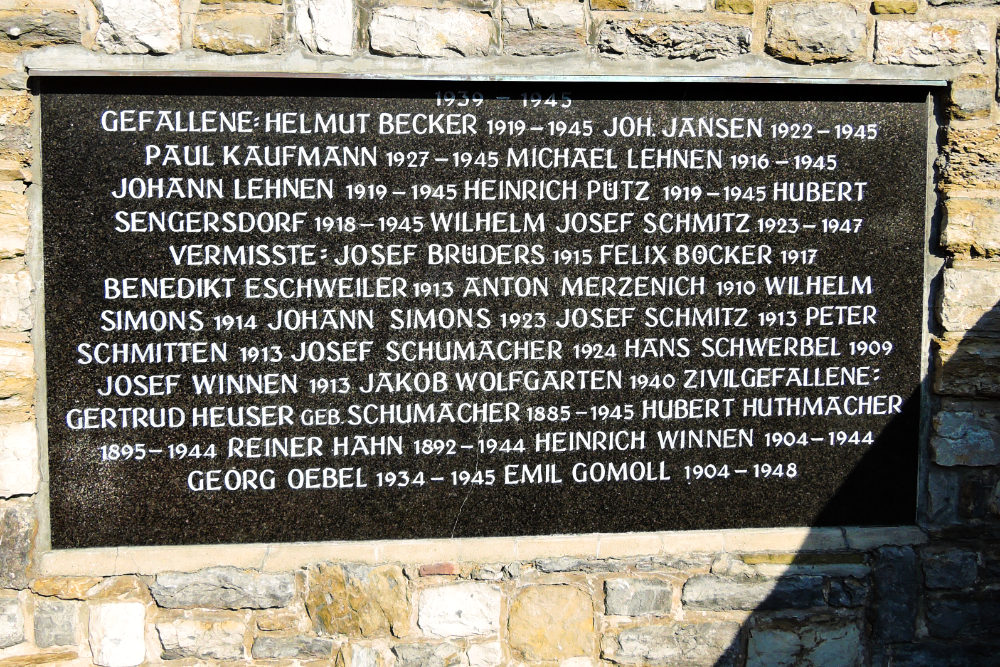 1939 – 1945
GEFALLENE: HELMUT BECKER 1919 – 1945 JOH. JANSEN 1922 – 1945
PAUL KAUFMANN 1927 – 1945 MICHAEL LEHNEN 1916 – 1945
JOHANN LEHNEN 1919 – 1945 HEINRICH PÜTZ 1919 – 1945 HUBERT
SENGERSDORF 1918 – 1945 WILHELM JOSEF SCHMITZ 1923 – 1947
VERMISSTE: JOSEF BRÜDERS 1915 FELIX BÖCKER 1917
BENEDIKT ESCHWEILER 1913 ANTON MERZENICH 1910 WILHELM
SIMONS 1914 JOHANN SIMONS 1923 JOSEF SCHMITZ 1913 PETER
SCHMITTEN 1913 JOSEF SCHUMACHER 1924 HANS SCHWERBEL 1909
JOSEF WINNEN 1913 JAKOB WOLFGARTEN 1940 ZIVILGEFALLENE:
GERTRUD HEUSER GEB. SCHUMACHER 1885 – 1945 HUBERT HUTHMACHER
1895 – 1944 REINER HAHN 1892 – 1944 HEINRICH WINNEN 1904 – 1944
GEORG OEBEL 1934 – 1945 EMIL GOMOLL 1904 – 1948